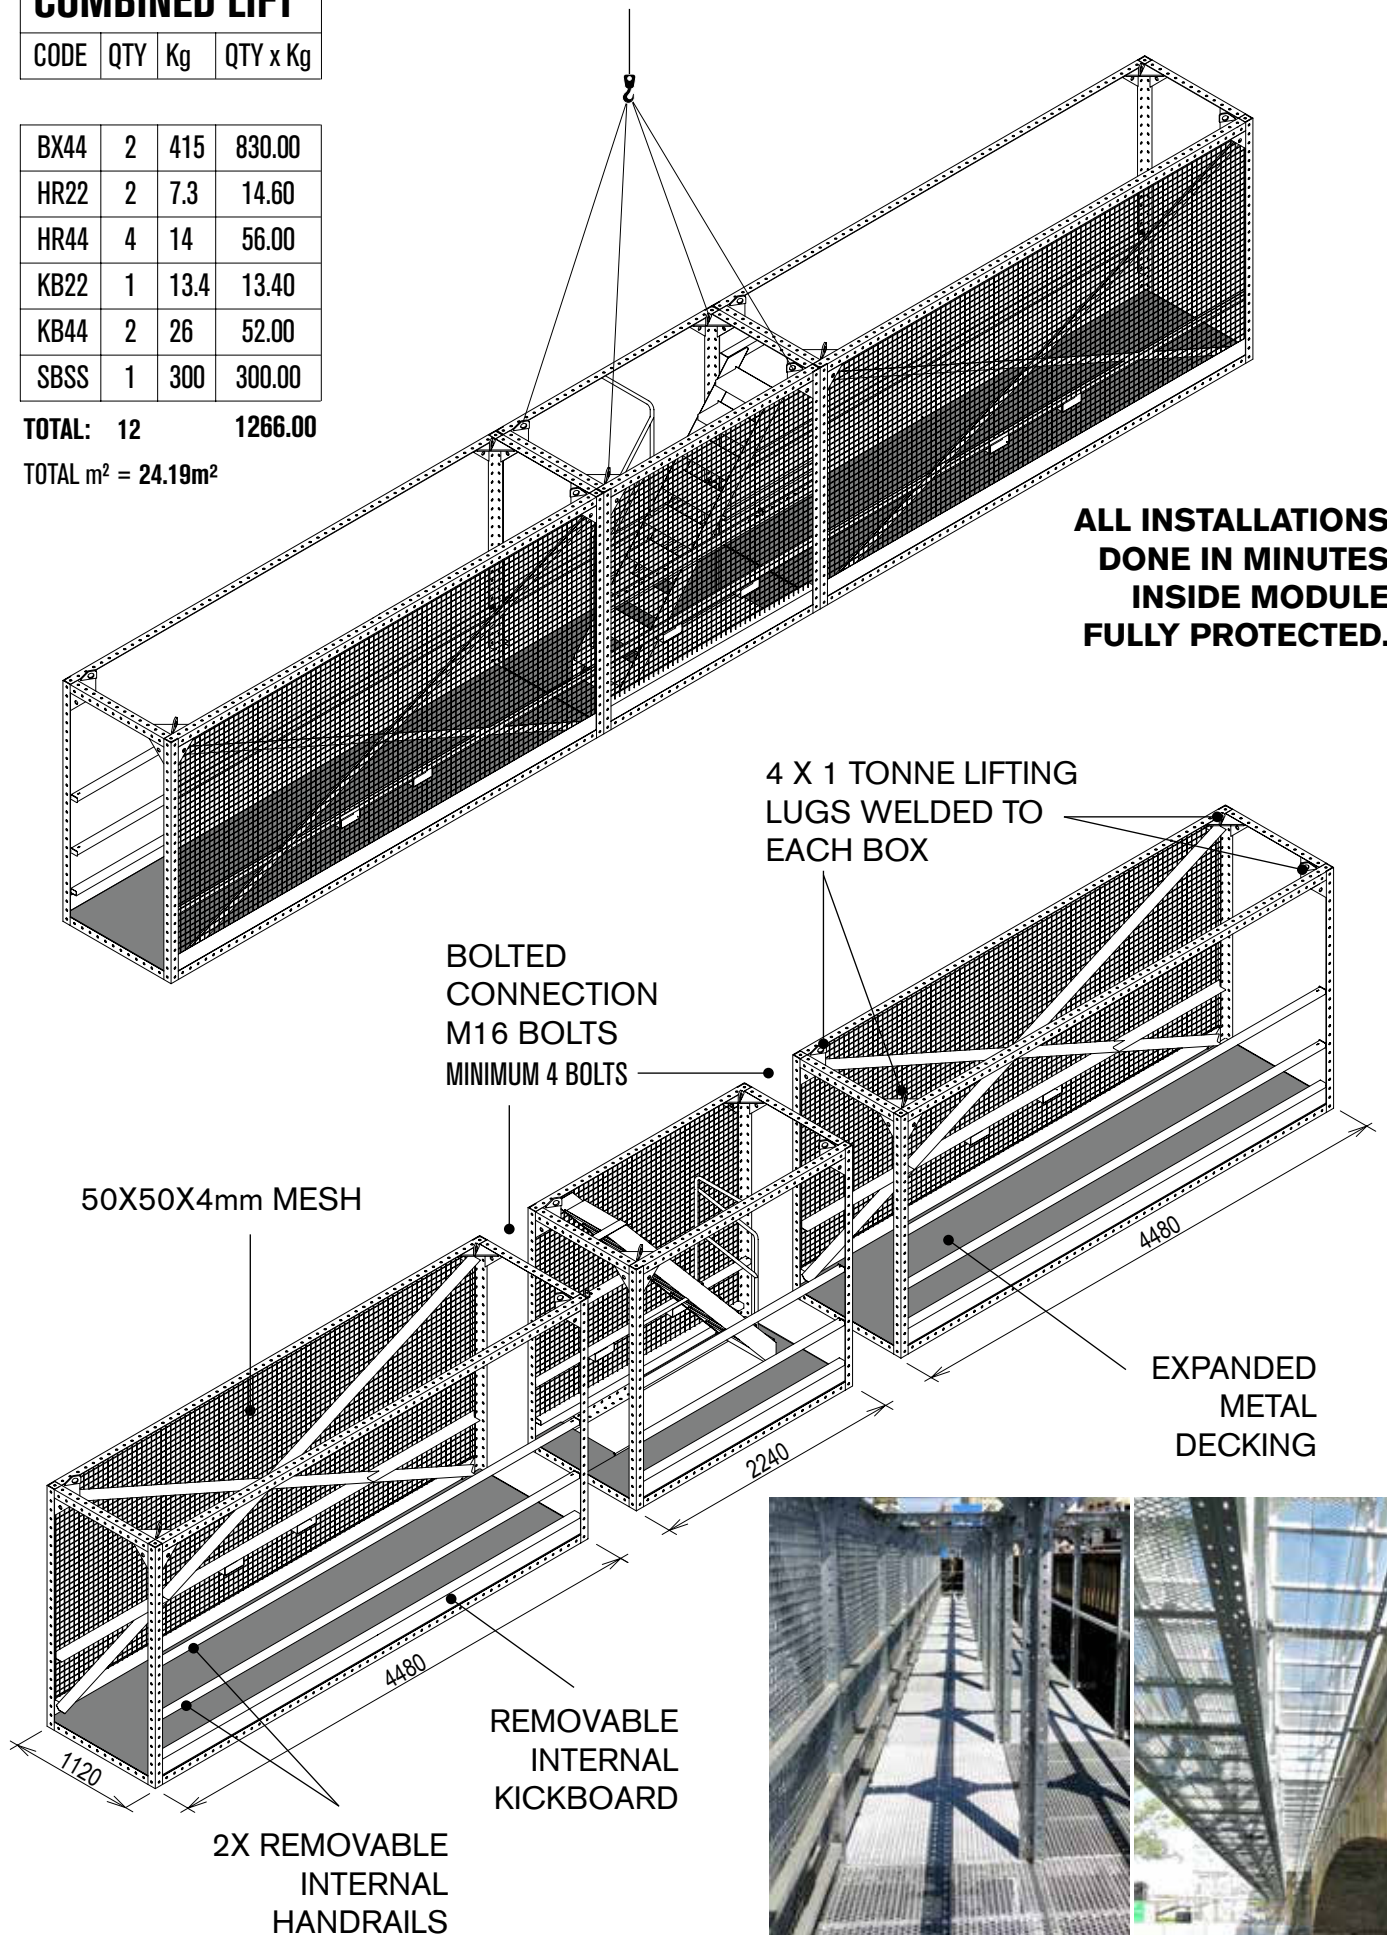 COMBINED LIFT
CODE QTY Kg QTY x Kg
BX44 2 415 830.00
HR22 2 7.3 14.60
HR44 4 14 56.00
KB22 1 13.4 13.40
KB44 2 26 52.00
SBSS 1 300 300.00
TOTAL: 12 1266.00
TOTAL m² = 24.19m²
ALL INSTALLATIONS
DONE IN MINUTES
INSIDE MODULE
FULLY PROTECTED.
4 X 1 TONNE LIFTING
LUGS WELDED TO
EACH BOX
BOLTED
CONNECTION
M16 BOLTS
MINIMUM 4 BOLTS
50X50X4mm MESH
4480
EXPANDED
METAL
DECKING
2240
4480
REMOVABLE
INTERNAL
KICKBOARD
1120
2X REMOVABLE
INTERNAL
HANDRAILS